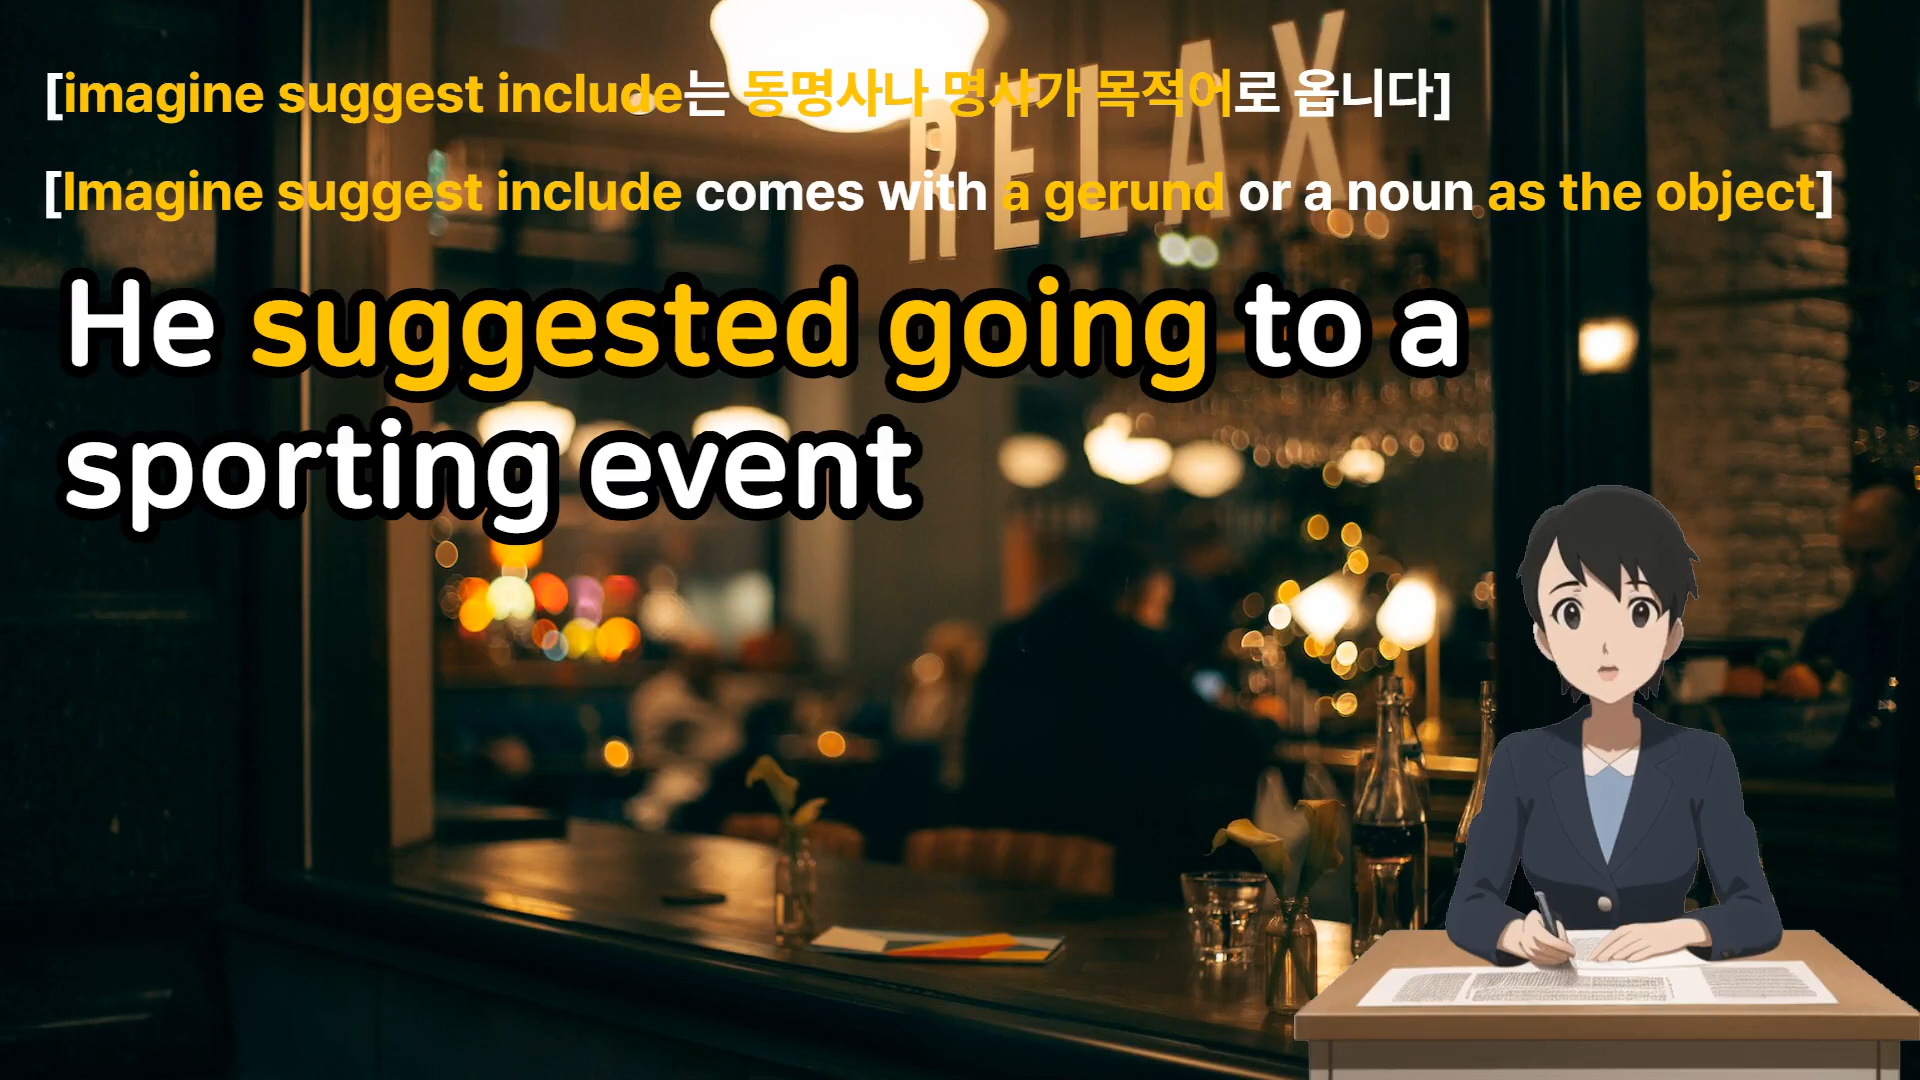 [imagine suggest include는 동명사나 명사가 목적어로 옵니다]
RELAX
[Imagine suggest include comes with a gerund or a noun as the object]
He suggested going to a
sporting event